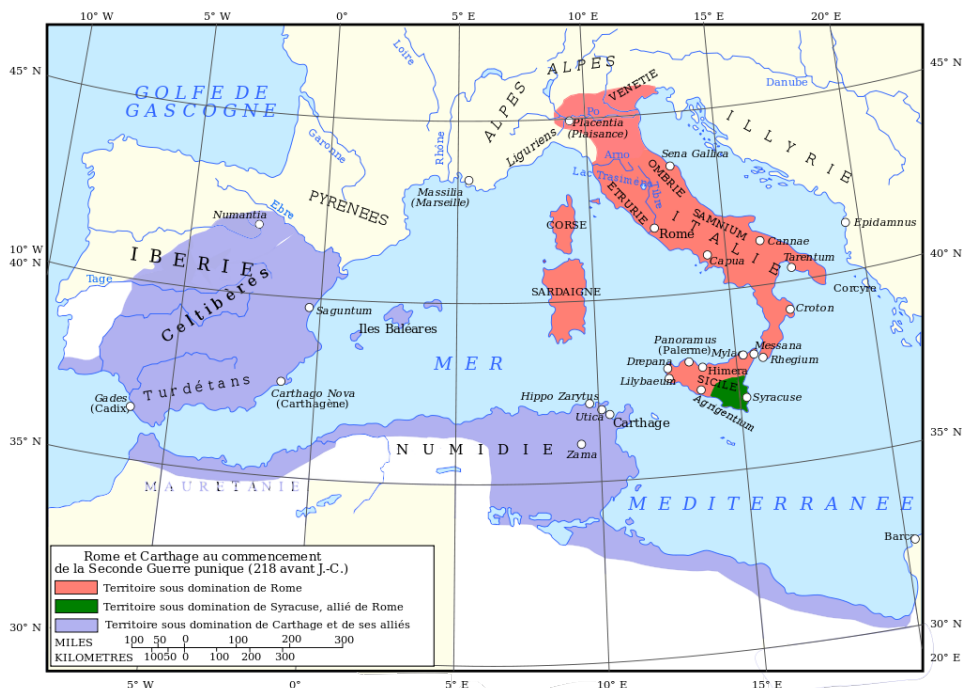 10° W
5° W
0°
5° E
10° E
15° E
20° E
45° N
45° N
GOLFE DE
GASCOGNE
Loire
ALPES
ALPES
VENETIE
Danube
Po
Placentia
(Plaisance)
ILLYRIE
Garonne
Rhône
Liguriens
Arno
Sena Gallica
Lac Trasimène
OMBRIE
Tibre
ETRURIE
Massilia
(Marseille)
PYRENEES
Ebre
Numantia
SAMNIUM
ITALIE
CORSE
Rome
Cannae
Epidamnus
10° W
40° N
40° N
IBERIE
Capua
Tarentum
Tage
Celtibères
SARDAIGNE
Corcyre
Saguntum
Iles Baleares
Croton
MER
Panoramus
(Palerme)
Mylae
Messana
Drepana
Himera
Rhegium
Lilybaeum
SICILE
Turdétans
Gades
(Cadix)
Carthago Nova
(Carthagène)
Hippo Zarytus
Syracuse
Utica
Carthage
Agrigentum
35° N
35° N
NUMIDIE
Zama
MAURETANIE
MEDITERRANEE
Barca
Rome et Carthage au commencement
de la Seconde Guerre punique (218 avant J.-C.)
Territoire sous domination de Rome
Territoire sous domination de Syracuse, allié de Rome
Territoire sous domination de Carthage et de ses alliés
MILES
100 50 0 100 200 300
KILOMETRES
10050 0 100 200 300
30° N
30° N
20° E
5° W
0°
5° E
10° E
15° E